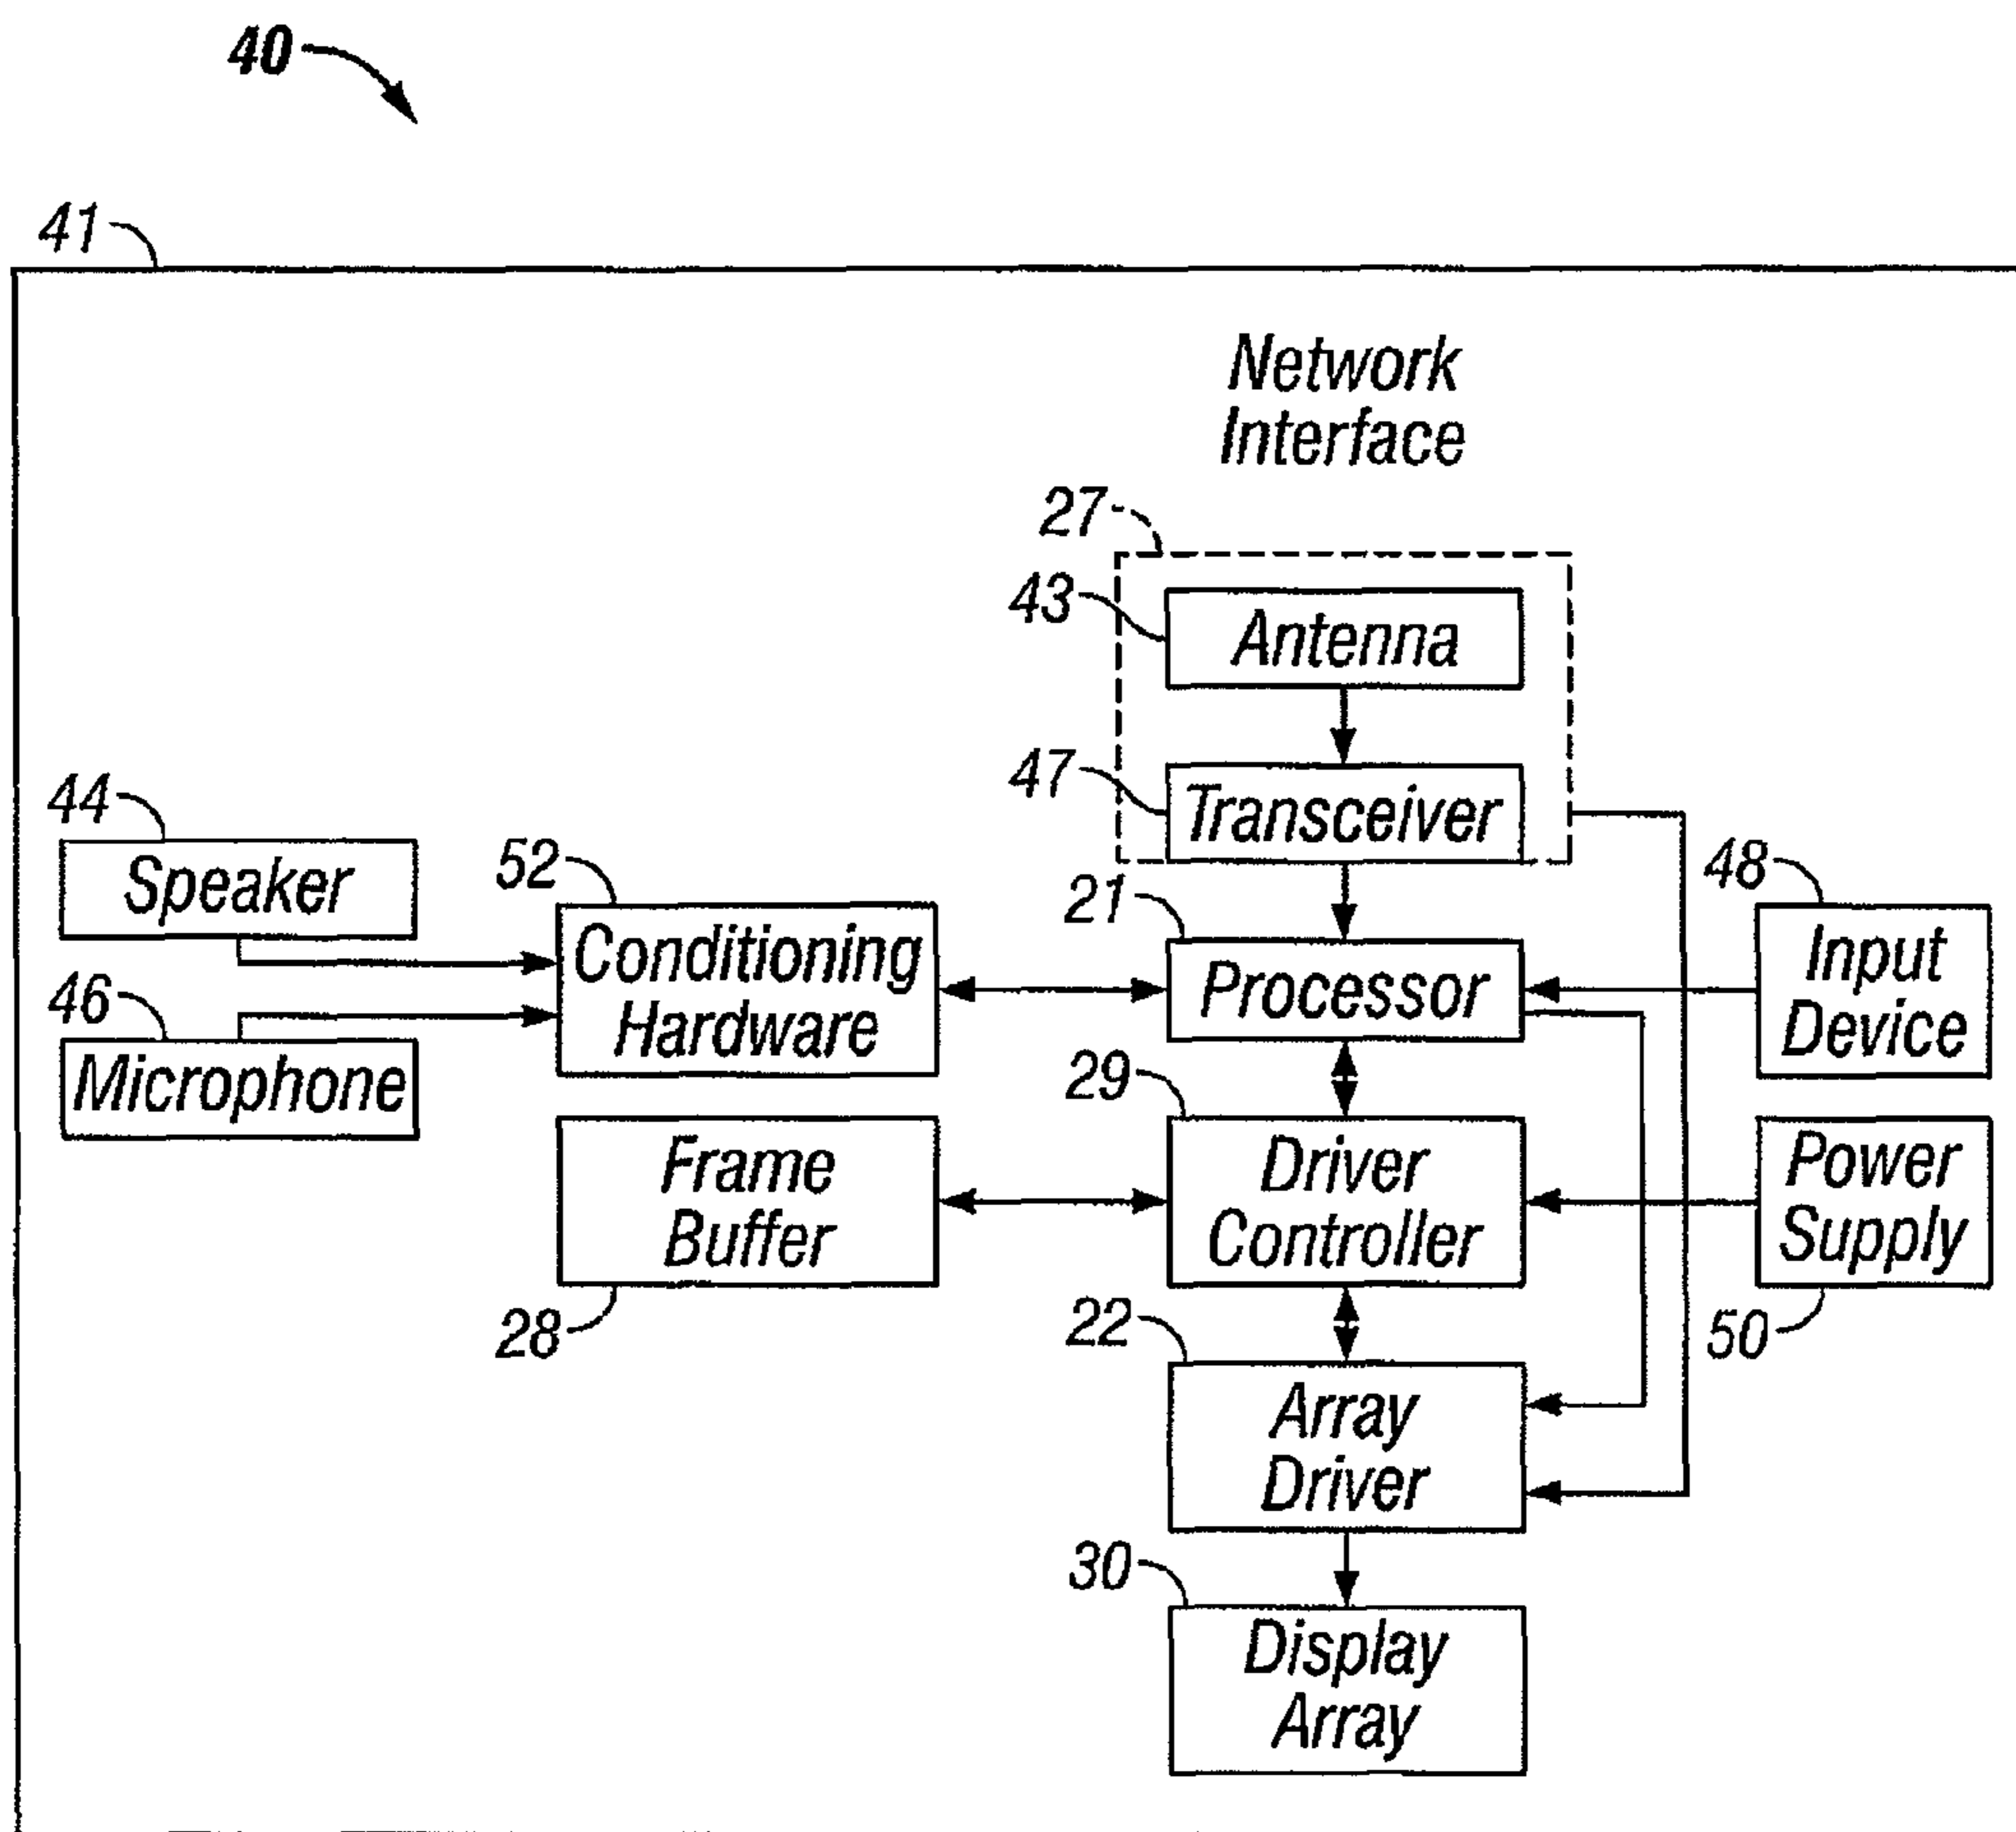 40
41
Network
Interface
27
43
Antenna
47
Transceiver
44
Speaker
52
Conditioning
Hardware
21
Processor
48
Input
Device
46
Microphone
29
Driver
Controller
Frame
Buffer
28
Power
Supply
50
22
Array
Driver
30
Display
Array